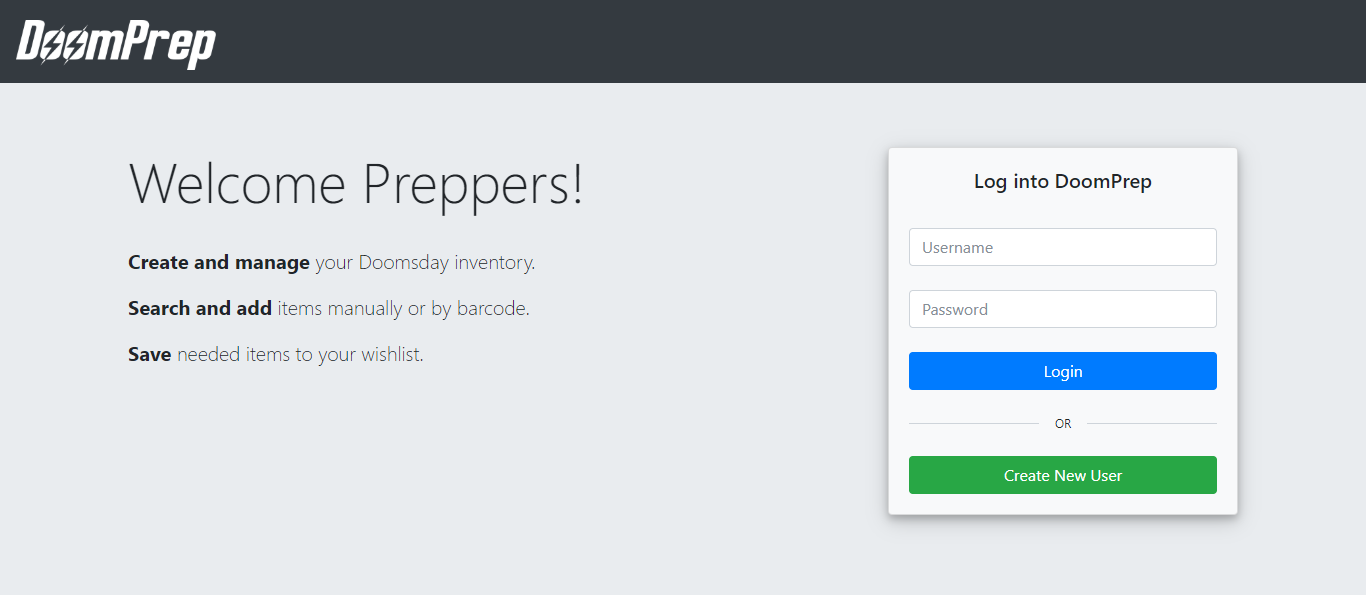 DoomPrep
Welcome Preppers!
Create and manage your Doomsday inventory.
Search and add items manually or by barcode.
Save needed items to your wishlist.
Log into DoomPrep
Username
Password
Login
OR
Create New User